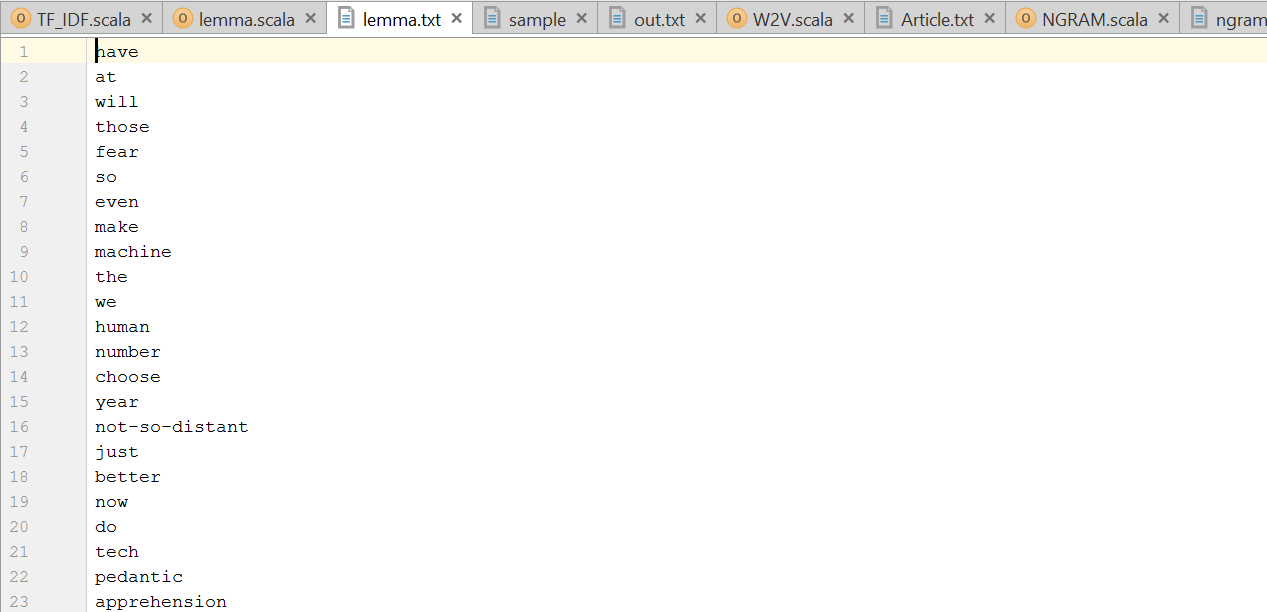 TF_IDF.scala lemma.scala lemma.txt sample out.txt W2V.scala Article.txt NGRAM.scala ngram
1 have
2 at
3 will
4 those
5 fear
6 so
7 even
8 make
9 machine
10 the
11 we
12 human
13 number
14 choose
15 year
16 not-so-distant
17 just
18 better
19 now
20 do
21 tech
22 pedantic
23 apprehension